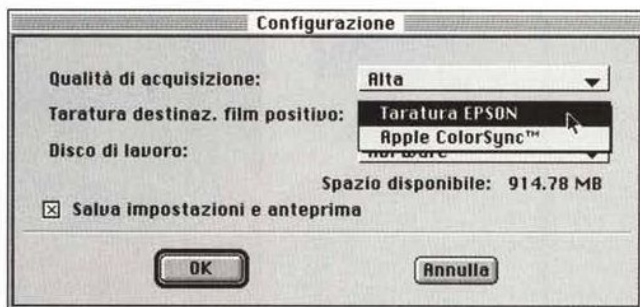 Configurazione
Qualità di acquisizione: Alta
Taratura destinaz. film positivo: Taratura EPSON
Apple ColorSync™
Disco di lavoro:
Spazio disponibile: 914.78 MB
Salva impostazioni e anteprima
OK Annulla